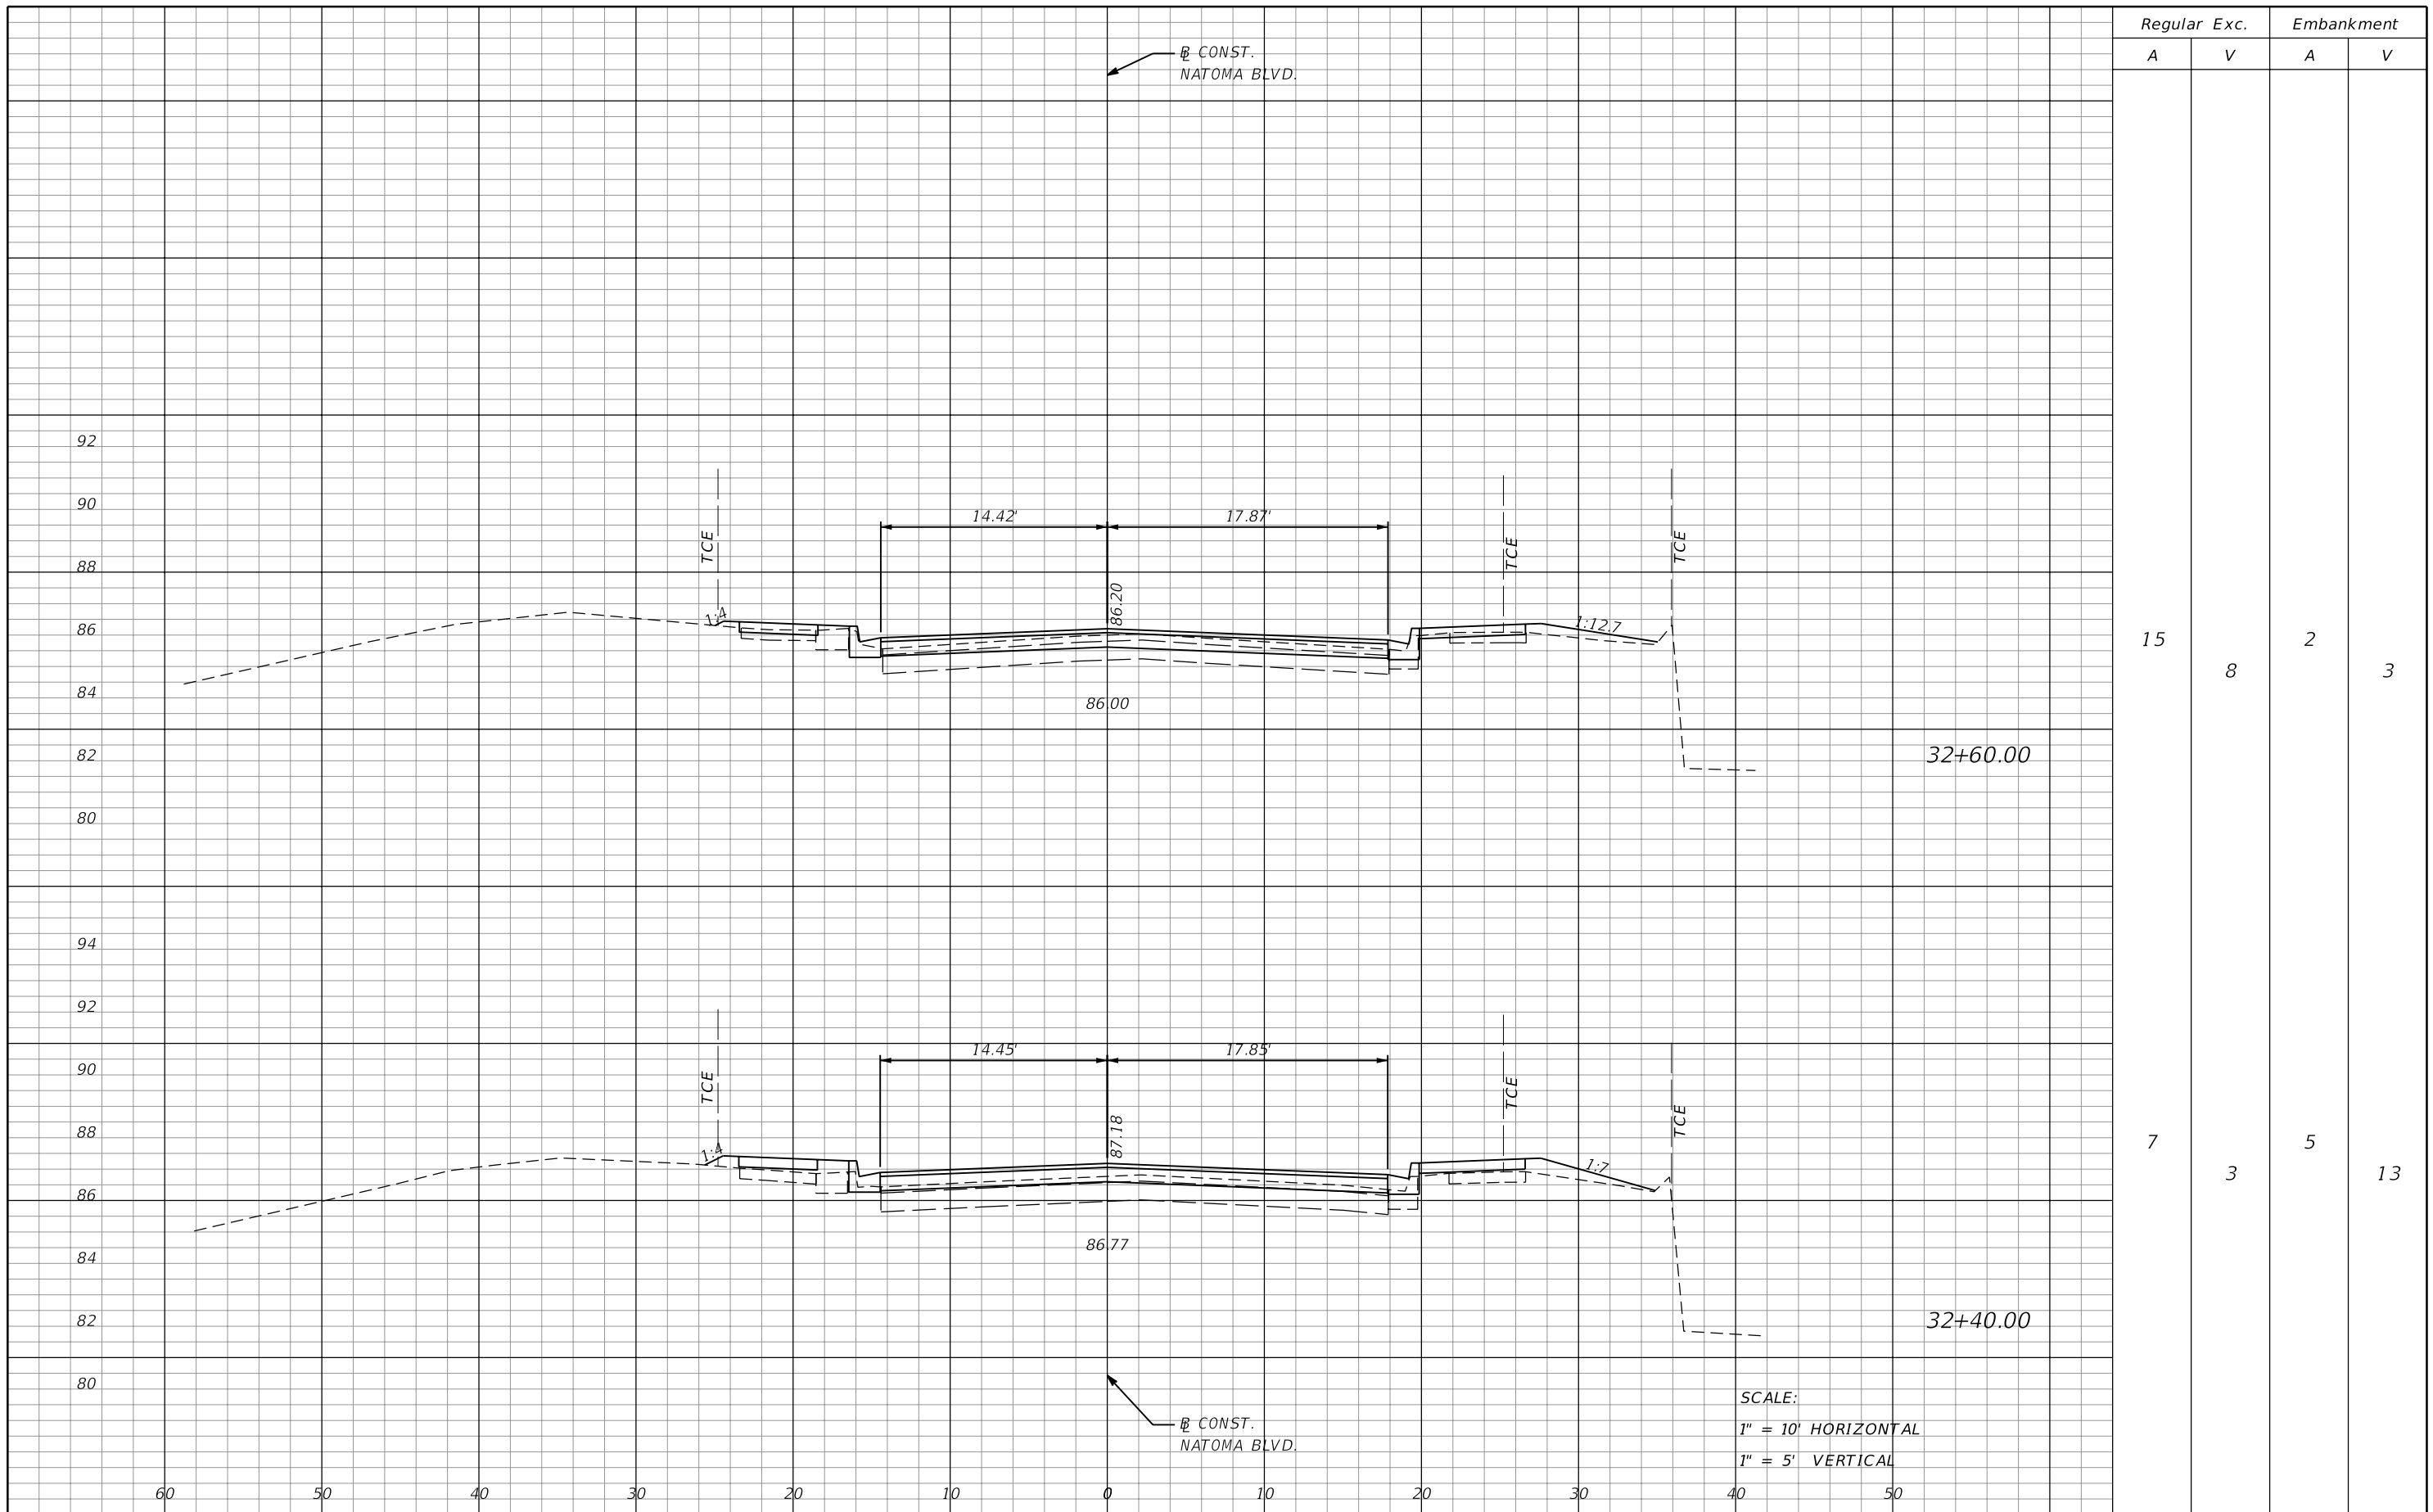 Regular Exc. Embankment
A V A V
BL CONST.
NATOMA BLVD.
92
90
88
86
84
82
80
TCE
TCE
TCE
14.42' 17.87'
86.20
1:4
1:12.7
86.00
32+60.00
15 8 2 3
94
92
90
88
86
84
82
80
TCE
TCE
TCE
14.45' 17.85'
87.18
1:4
1:7
86.77
32+40.00
7 3 5 13
BL CONST.
NATOMA BLVD.
SCALE:
1" = 10' HORIZONTAL
1" = 5' VERTICAL
60 50 40 30 20 10 0 10 20 30 40 50